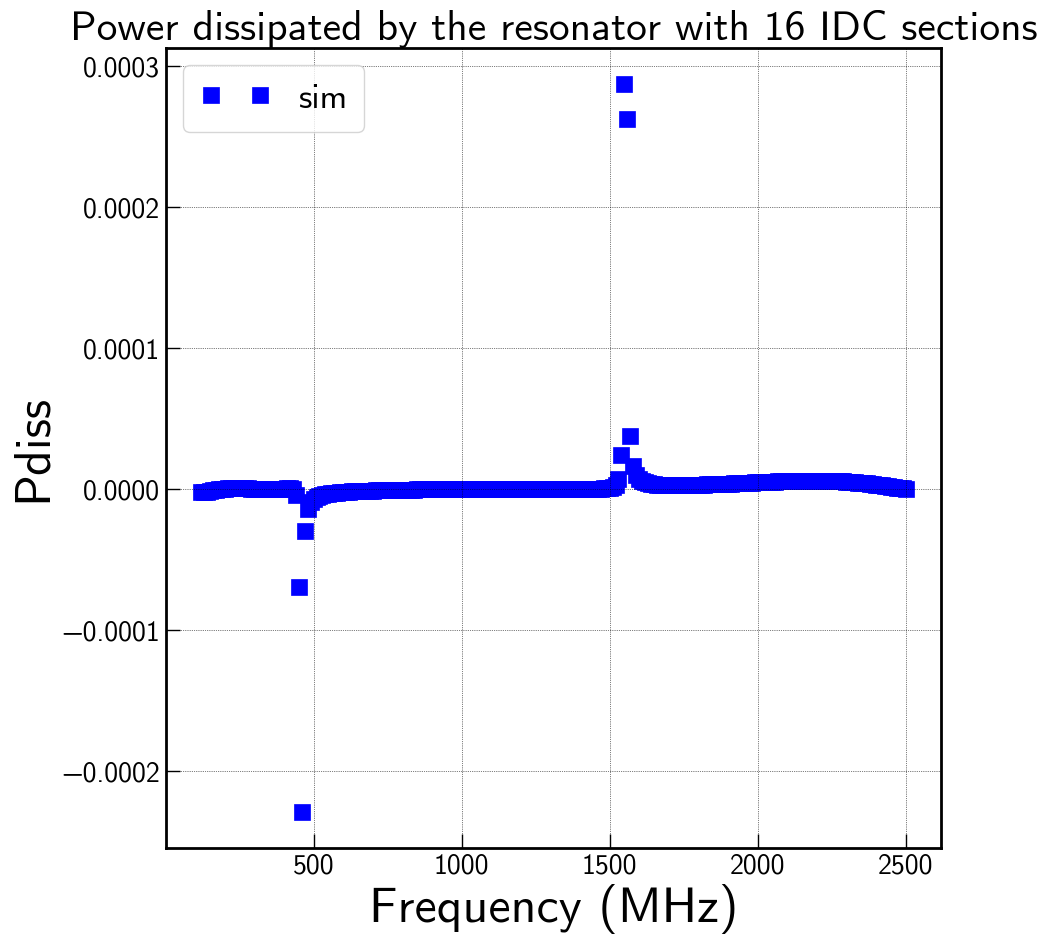 Power dissipated by the resonator with 16 IDC sections
sim
Pdiss
0.0003
0.0002
0.0001
0.0000
−0.0001
−0.0002
500 1000 1500 2000 2500
Frequency (MHz)